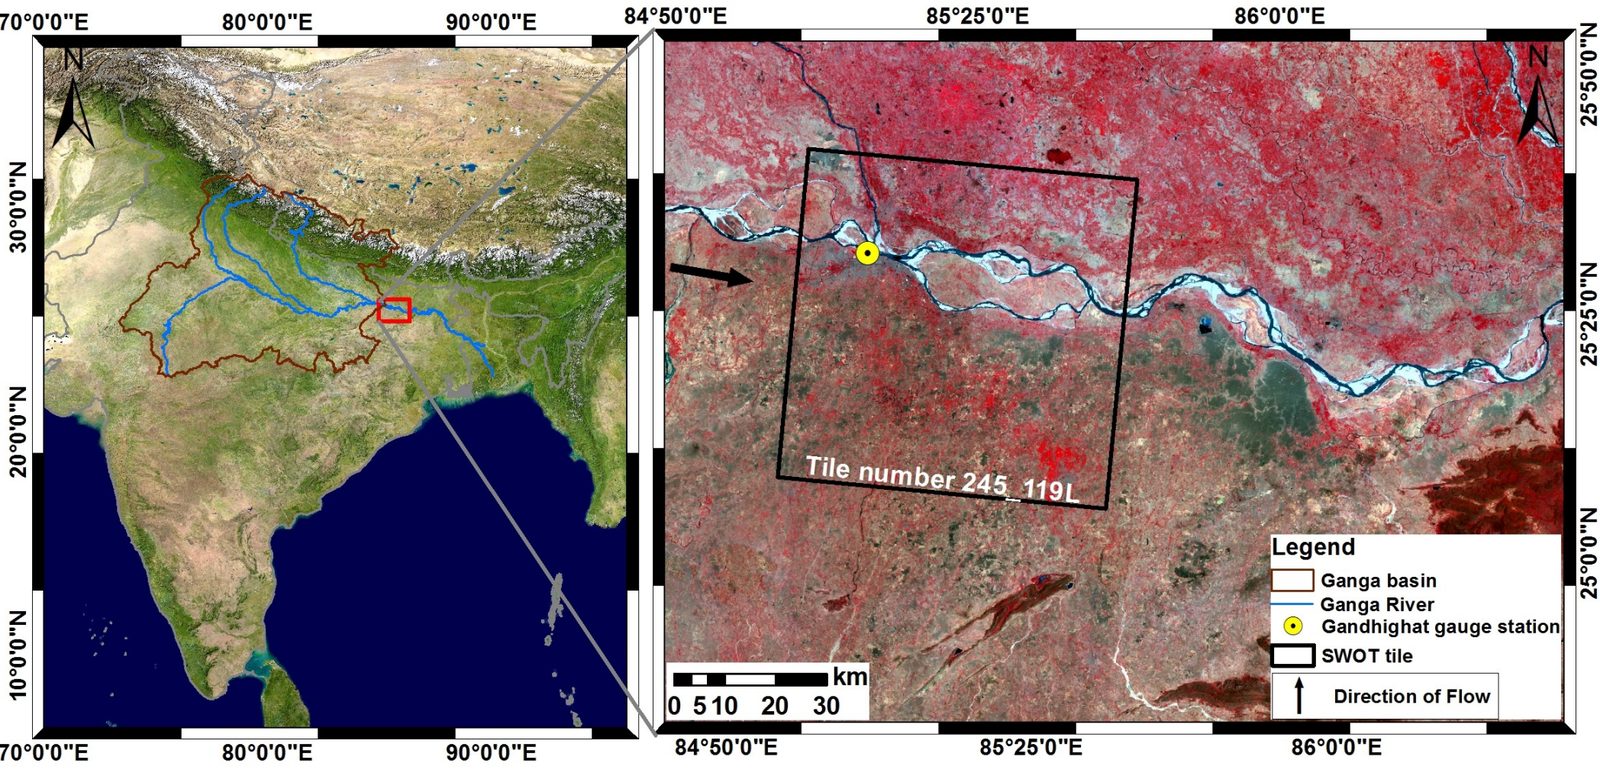 70°0'0"E 80°0'0"E 90°0'0"E
84°50'0"E 85°25'0"E 86°0'0"E
N
N
30°0'0"N
20°0'0"N
10°0'0"N
25°50'0"N
25°25'0"N
25°0'0"N
Tile number 245_119L
Legend
Ganga basin
Ganga River
Gandhighat gauge station
SWOT tile
Direction of Flow
km
0 5 10 20 30
70°0'0"E 80°0'0"E 90°0'0"E
84°50'0"E 85°25'0"E 86°0'0"E